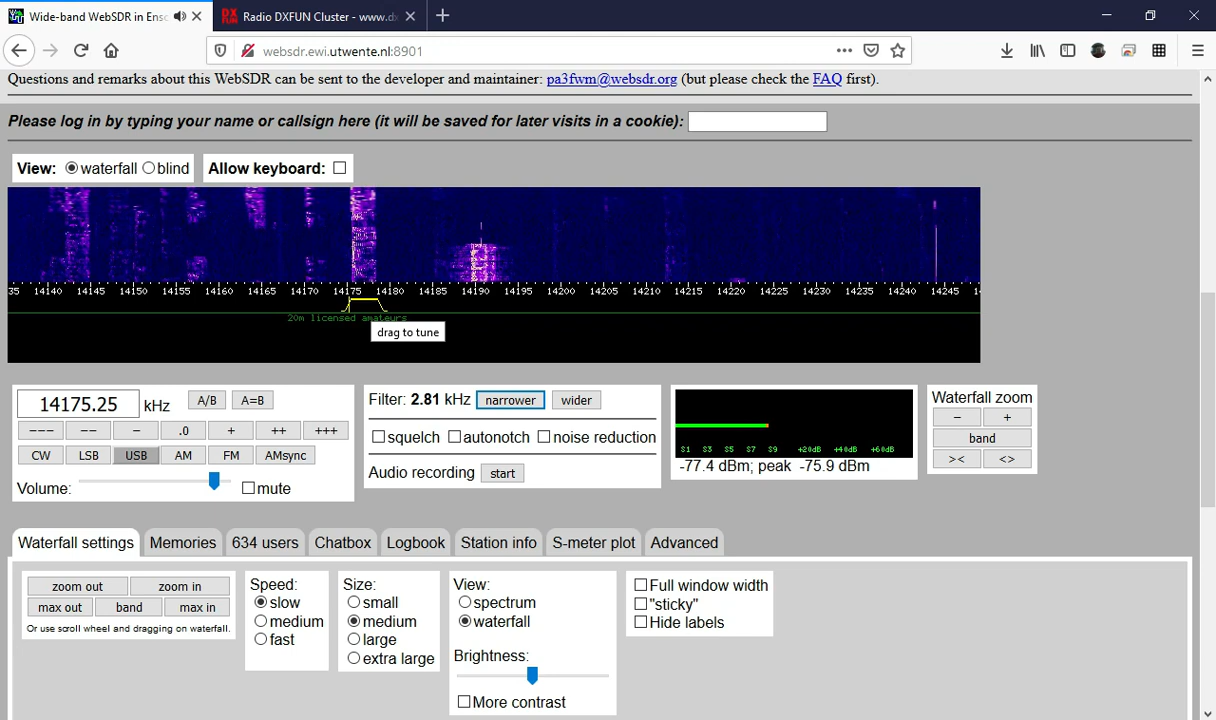 Wide-band WebSDR in Ensc
Radio DXFUN Cluster - www.dx
websdr.ewi.utwente.nl:8901
Questions and remarks about this WebSDR can be sent to the developer and maintainer: pa3fwm@websdr.org (but please check the FAQ first).
Please log in by typing your name or callsign here (it will be saved for later visits in a cookie):
View: waterfall blind Allow keyboard:
35 14140 14145 14150 14155 14160 14165 14170 14175 14180 14185 14190 14195 14200 14205 14210 14215 14220 14225 14230 14235 14240 14245 1
20m licensed amateurs
drag to tune
14175.25 kHz A/B A=B
--- -- - .0 + ++ +++
CW LSB USB AM FM AMsync
Volume: mute
Filter: 2.81 kHz narrower wider
squelch autonotch noise reduction
Audio recording start
S1 S3 S5 S7 S9 +20dB +40dB +60dB
-77.4 dBm; peak -75.9 dBm
Waterfall zoom
- +
band
>< <>
Waterfall settings Memories 634 users Chatbox Logbook Station info S-meter plot Advanced
zoom out zoom in
max out band max in
Or use scroll wheel and dragging on waterfall.
Speed:
slow
medium
fast
Size:
small
medium
large
extra large
View:
spectrum
waterfall
Brightness:
More contrast
Full window width
"sticky"
Hide labels